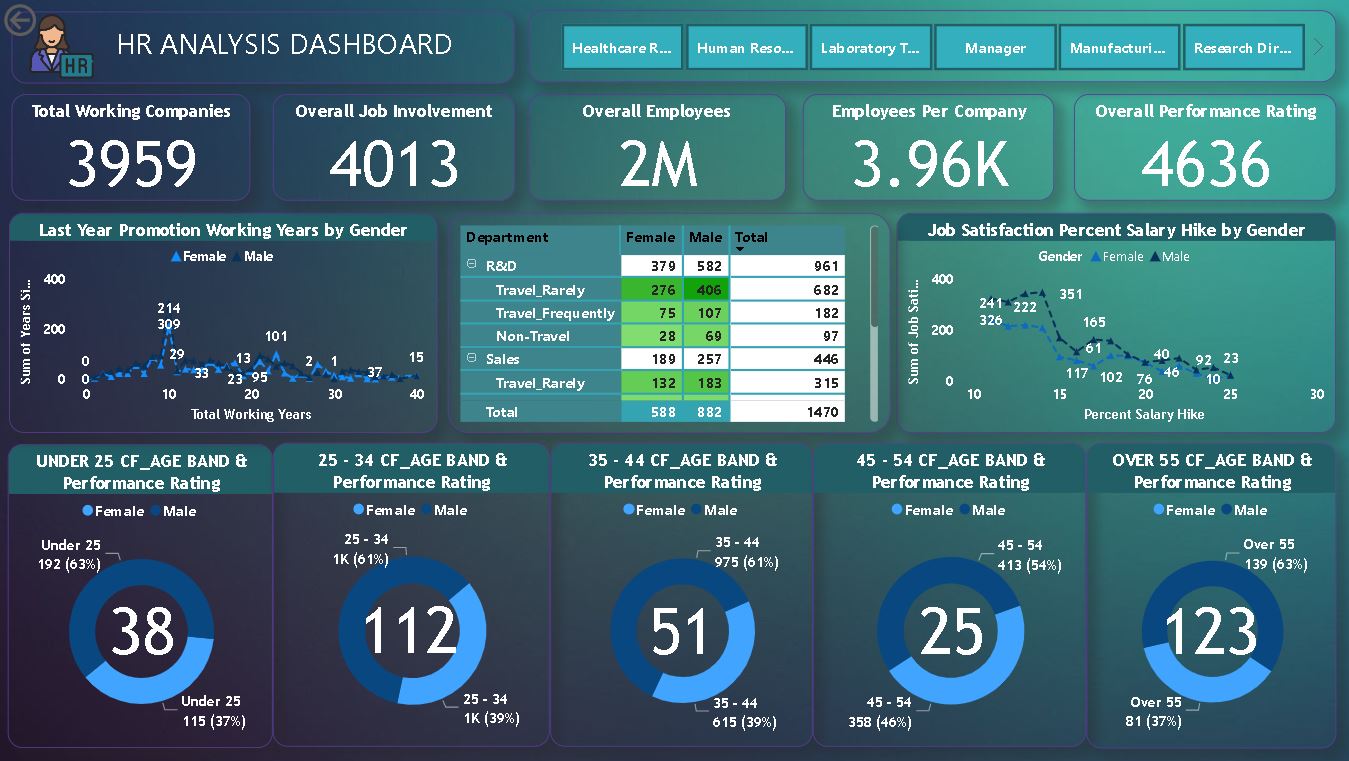 HR ANALYSIS DASHBOARD
HR
Healthcare R...
Human Reso...
Laboratory T...
Manager
Manufacturi...
Research Dir...
Total Working Companies
3959
Overall Job Involvement
4013
Overall Employees
2M
Employees Per Company
3.96K
Overall Performance Rating
4636
Last Year Promotion Working Years by Gender
Female Male
Sum of Years Si...
400
200
0
0
0
214
309
29
33
13
23
95
101
2
1
37
15
0 10 20 30 40
Total Working Years
Department Female Male Total
R&D 379 582 961
Travel_Rarely 276 406 682
Travel_Frequently 75 107 182
Non-Travel 28 69 97
Sales 189 257 446
Travel_Rarely 132 183 315
Total 588 882 1470
Job Satisfaction Percent Salary Hike by Gender
Gender Female Male
Sum of Job Sati...
400
200
0
241
326
222
351
165
61
117
102
76
40
46
92
10
23
10 15 20 25 30
Percent Salary Hike
UNDER 25 CF_AGE BAND &
Performance Rating
Female Male
Under 25
192 (63%)
38
Under 25
115 (37%)
25 - 34 CF_AGE BAND &
Performance Rating
Female Male
25 - 34
1K (61%)
112
25 - 34
1K (39%)
35 - 44 CF_AGE BAND &
Performance Rating
Female Male
35 - 44
975 (61%)
51
35 - 44
615 (39%)
45 - 54 CF_AGE BAND &
Performance Rating
Female Male
45 - 54
413 (54%)
25
45 - 54
358 (46%)
OVER 55 CF_AGE BAND &
Performance Rating
Female Male
Over 55
139 (63%)
123
Over 55
81 (37%)